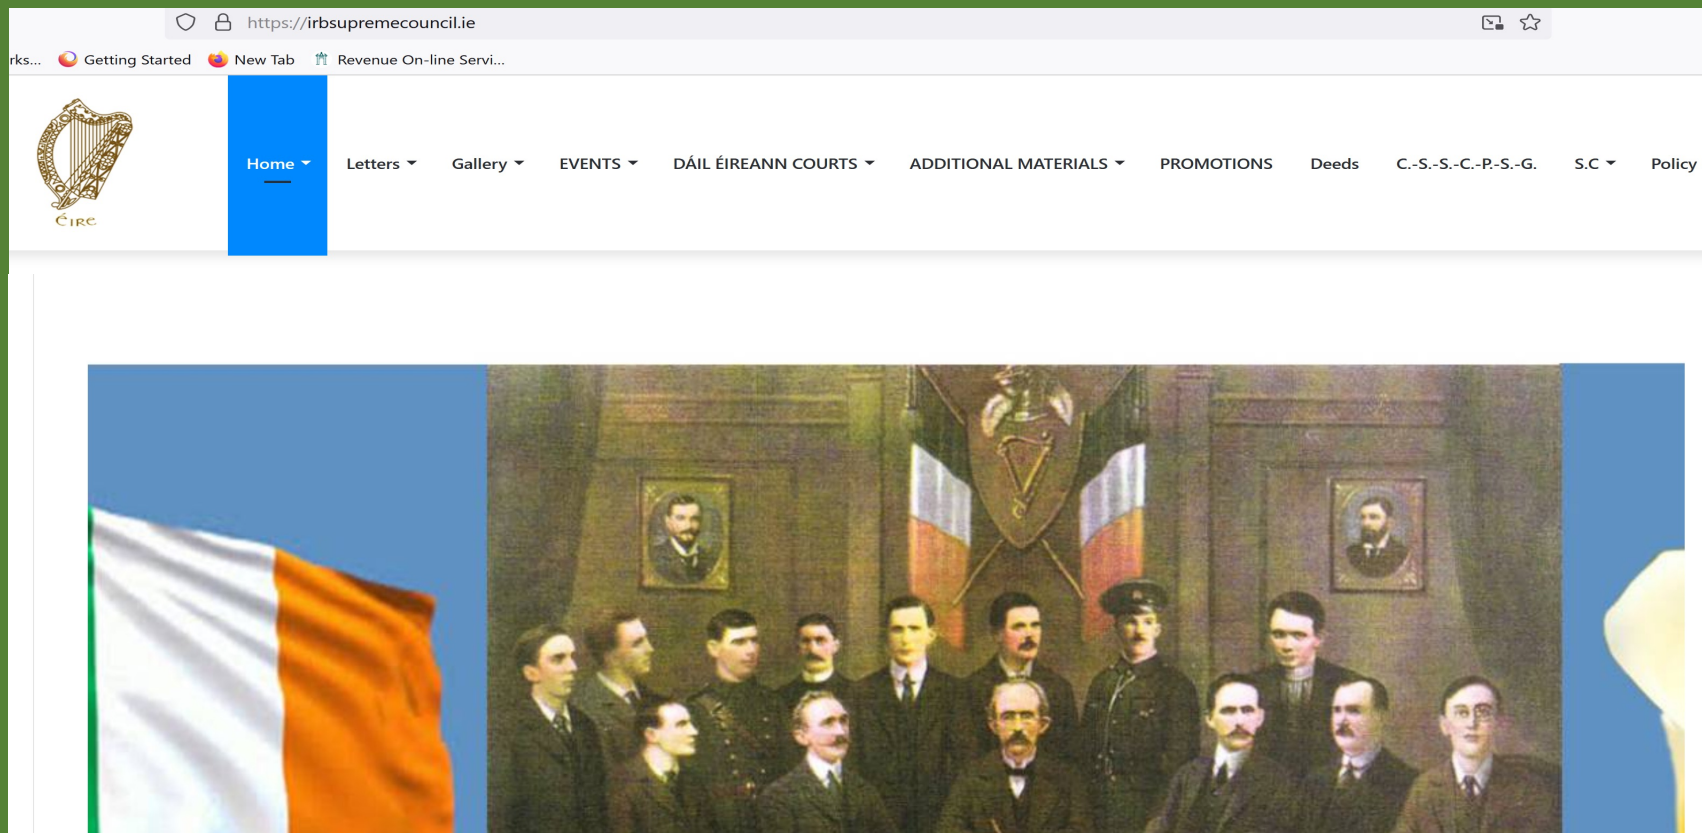 https://irbsupremecouncil.ie
rks... Getting Started New Tab Revenue On-line Servi...
Home Letters Gallery EVENTS DÁIL ÉIREANN COURTS ADDITIONAL MATERIALS PROMOTIONS Deeds C.-S.-S.-C.-P.-S.-G. S.C Policy
ÉIRE